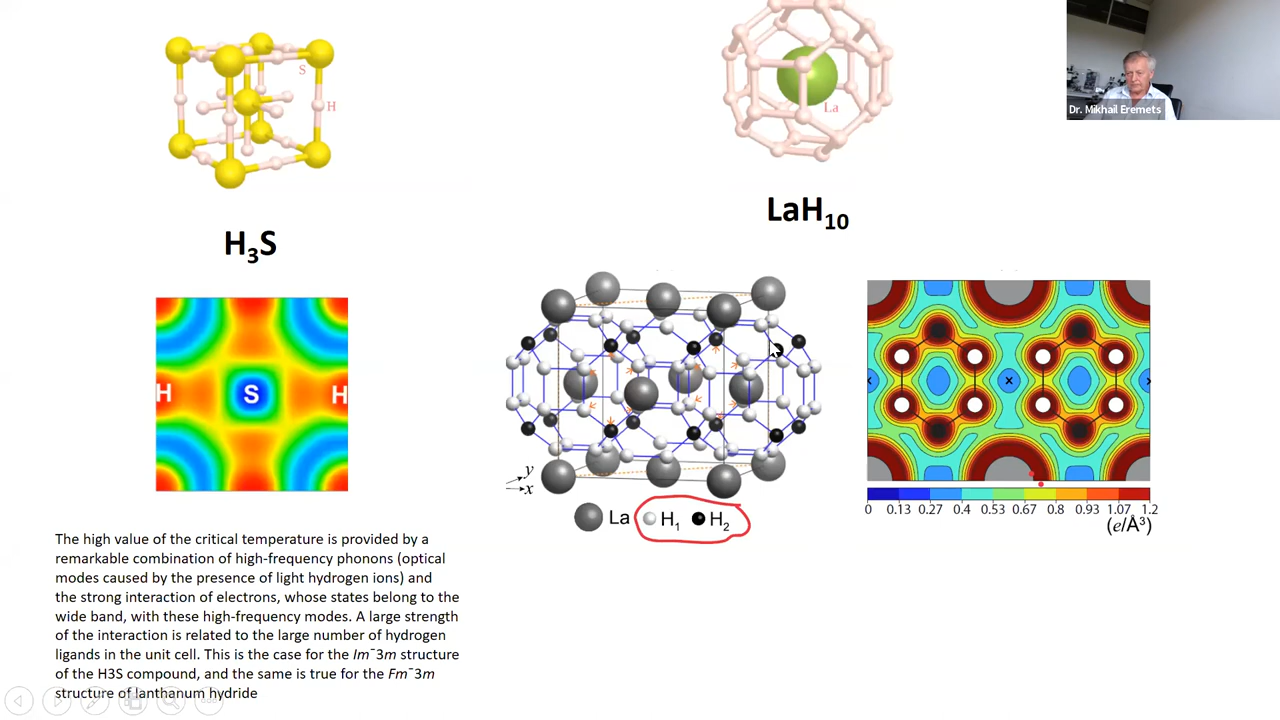 S
H
La
Dr. Mikhail Eremets
LaH10
H3S
H
S
H
y
x
La
H1
H2
x
x
x
0 0.13 0.27 0.4 0.53 0.67 0.8 0.93 1.07 1.2
(e/Å³)
The high value of the critical temperature is provided by a
remarkable combination of high-frequency phonons (optical
modes caused by the presence of light hydrogen ions) and
the strong interaction of electrons, whose states belong to the
wide band, with these high-frequency modes. A large strength
of the interaction is related to the large number of hydrogen
ligands in the unit cell. This is the case for the Im¯3m structure
of the H3S compound, and the same is true for the Fm¯3m
structure of lanthanum hydride